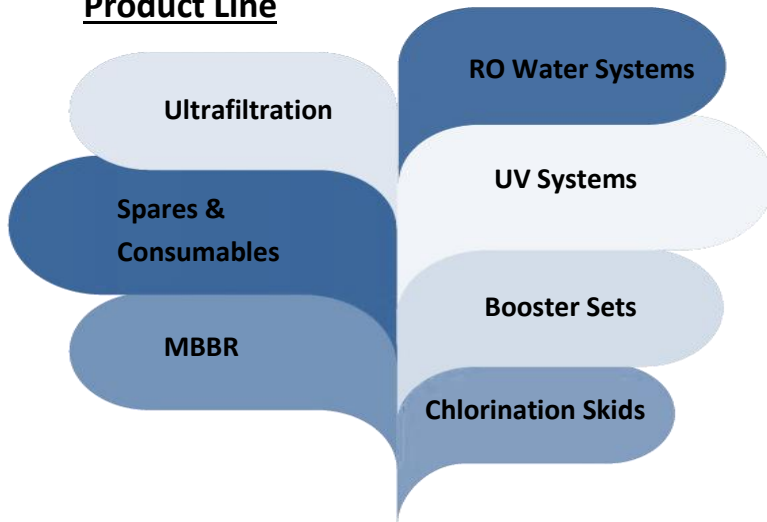 Product Line
RO Water Systems
Ultrafiltration
UV Systems
Spares &
Consumables
Booster Sets
MBBR
Chlorination Skids